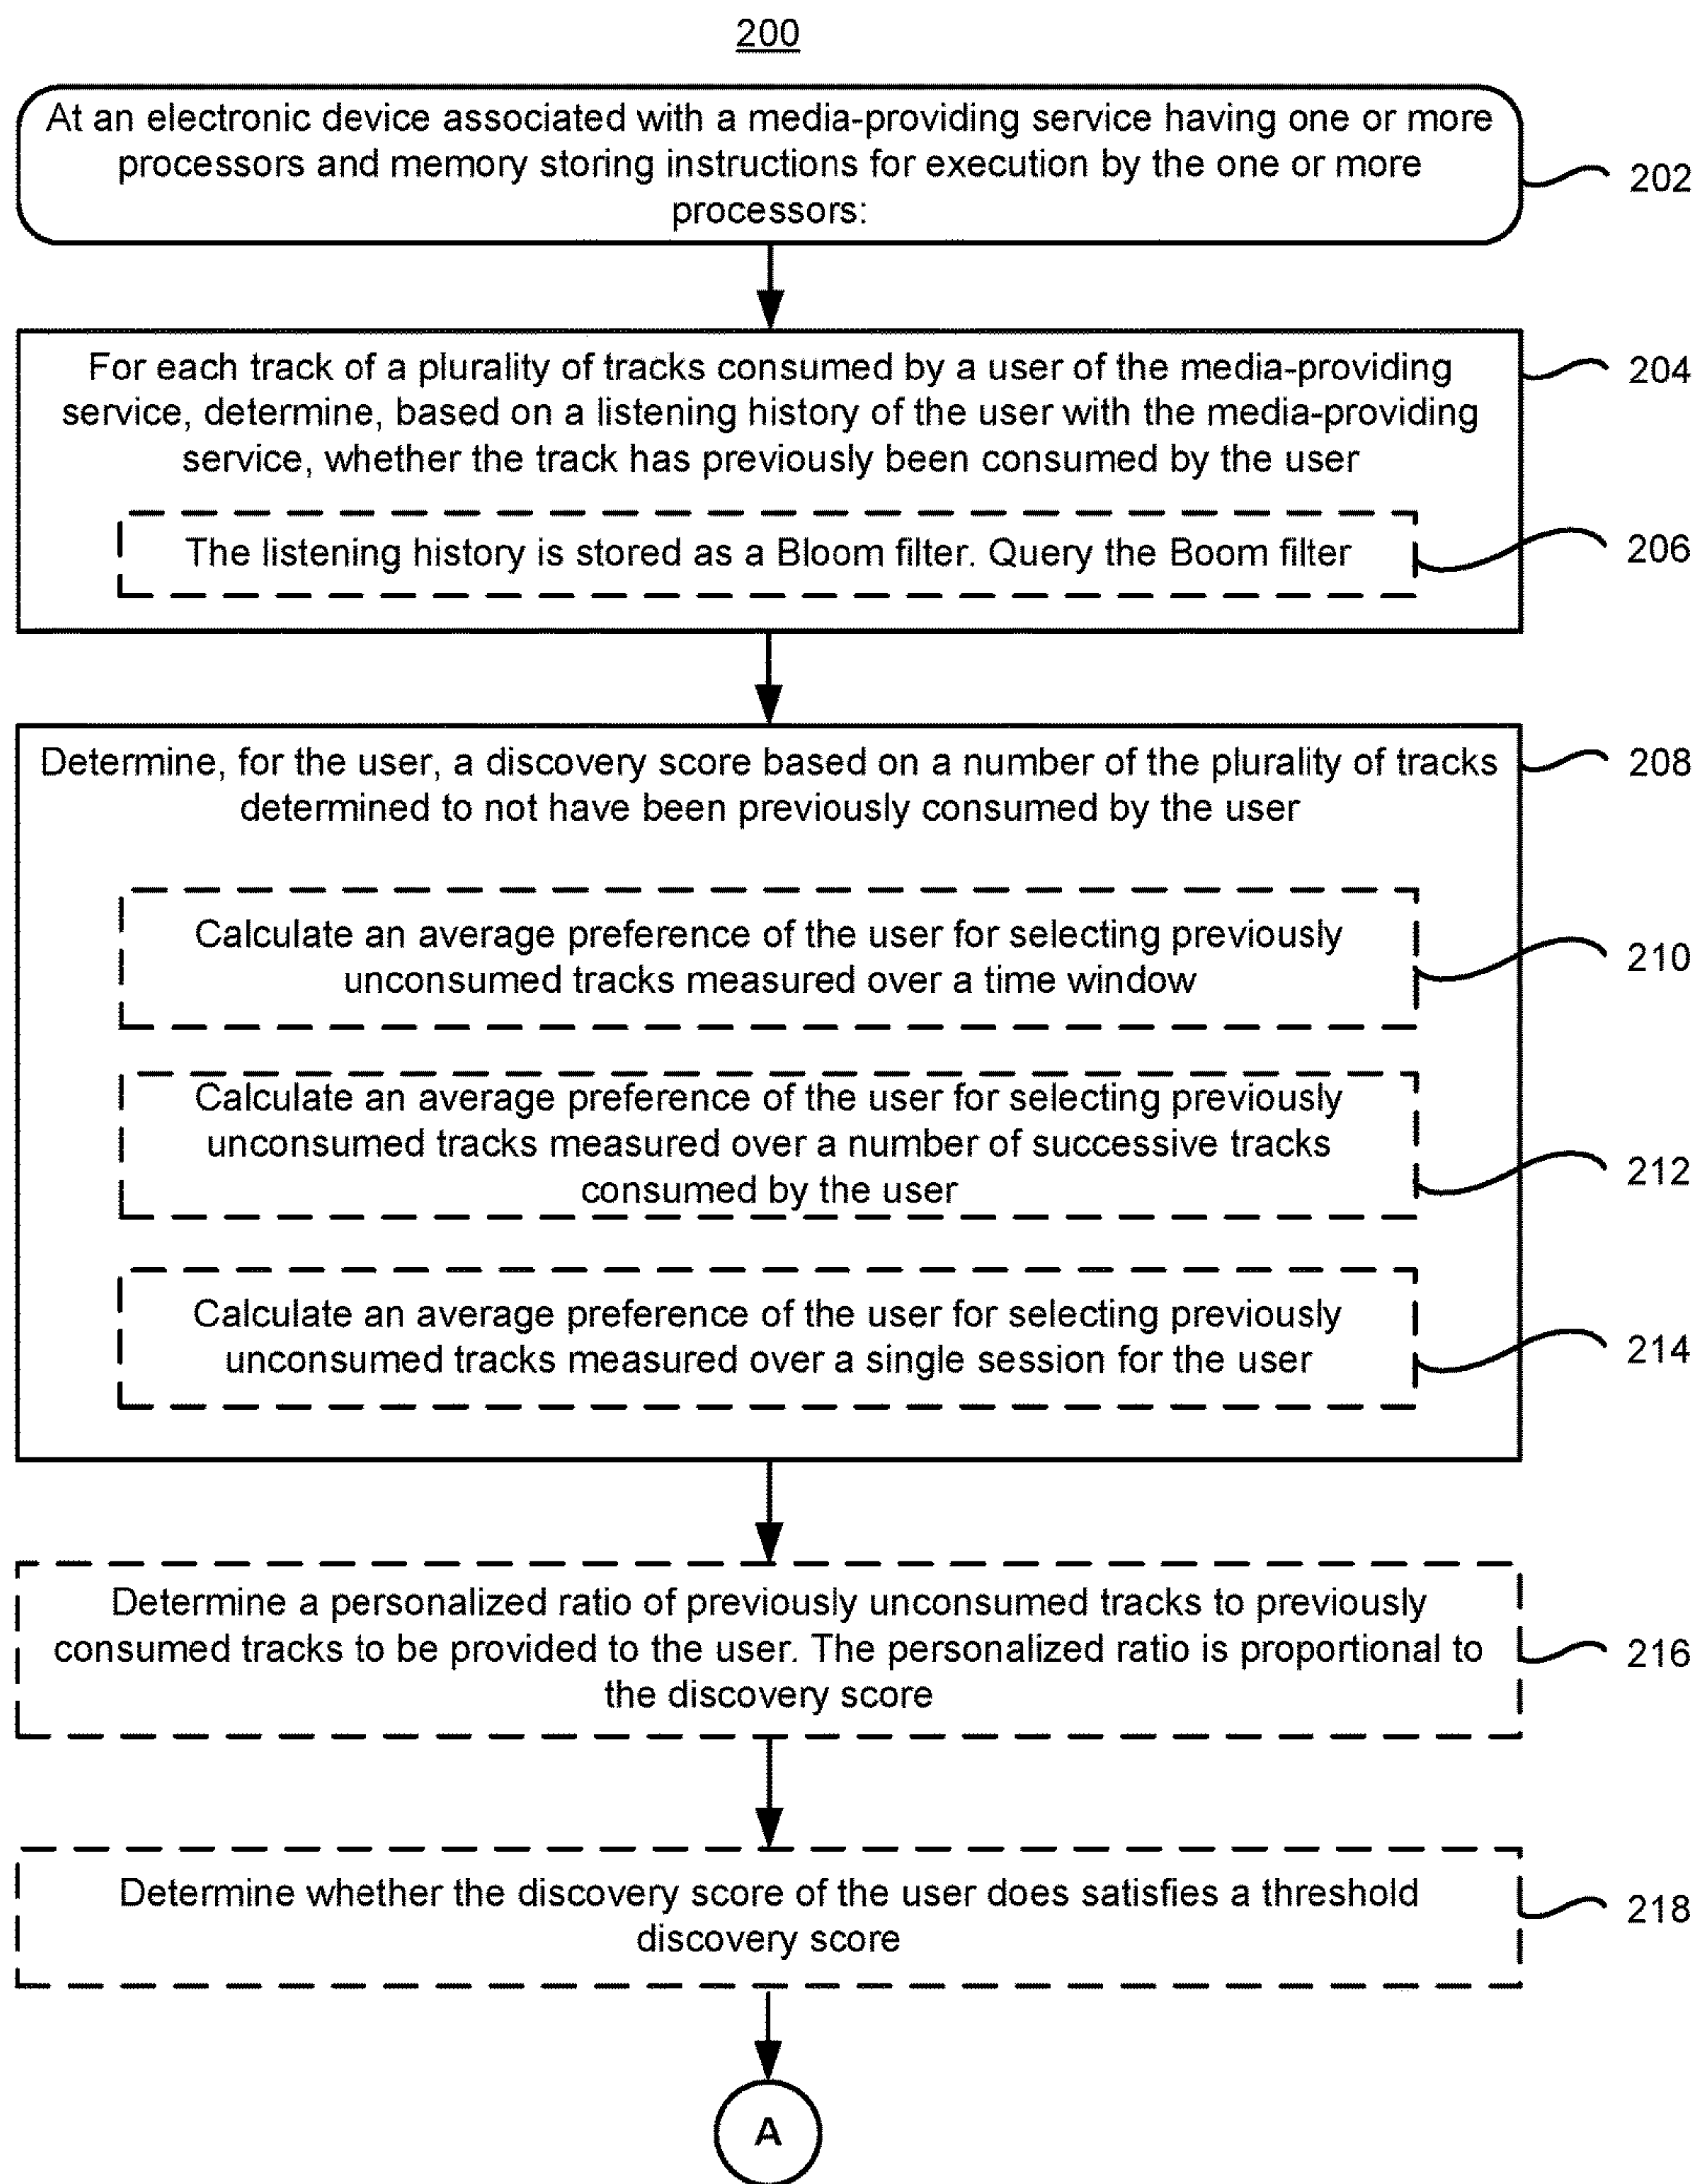 200
At an electronic device associated with a media-providing service having one or more
processors and memory storing instructions for execution by the one or more
processors:
202
For each track of a plurality of tracks consumed by a user of the media-providing
service, determine, based on a listening history of the user with the media-providing
service, whether the track has previously been consumed by the user
204
The listening history is stored as a Bloom filter. Query the Boom filter
206
Determine, for the user, a discovery score based on a number of the plurality of tracks
determined to not have been previously consumed by the user
208
Calculate an average preference of the user for selecting previously
unconsumed tracks measured over a time window
210
Calculate an average preference of the user for selecting previously
unconsumed tracks measured over a number of successive tracks
consumed by the user
212
Calculate an average preference of the user for selecting previously
unconsumed tracks measured over a single session for the user
214
Determine a personalized ratio of previously unconsumed tracks to previously
consumed tracks to be provided to the user. The personalized ratio is proportional to
the discovery score
216
Determine whether the discovery score of the user does satisfies a threshold
discovery score
218
A